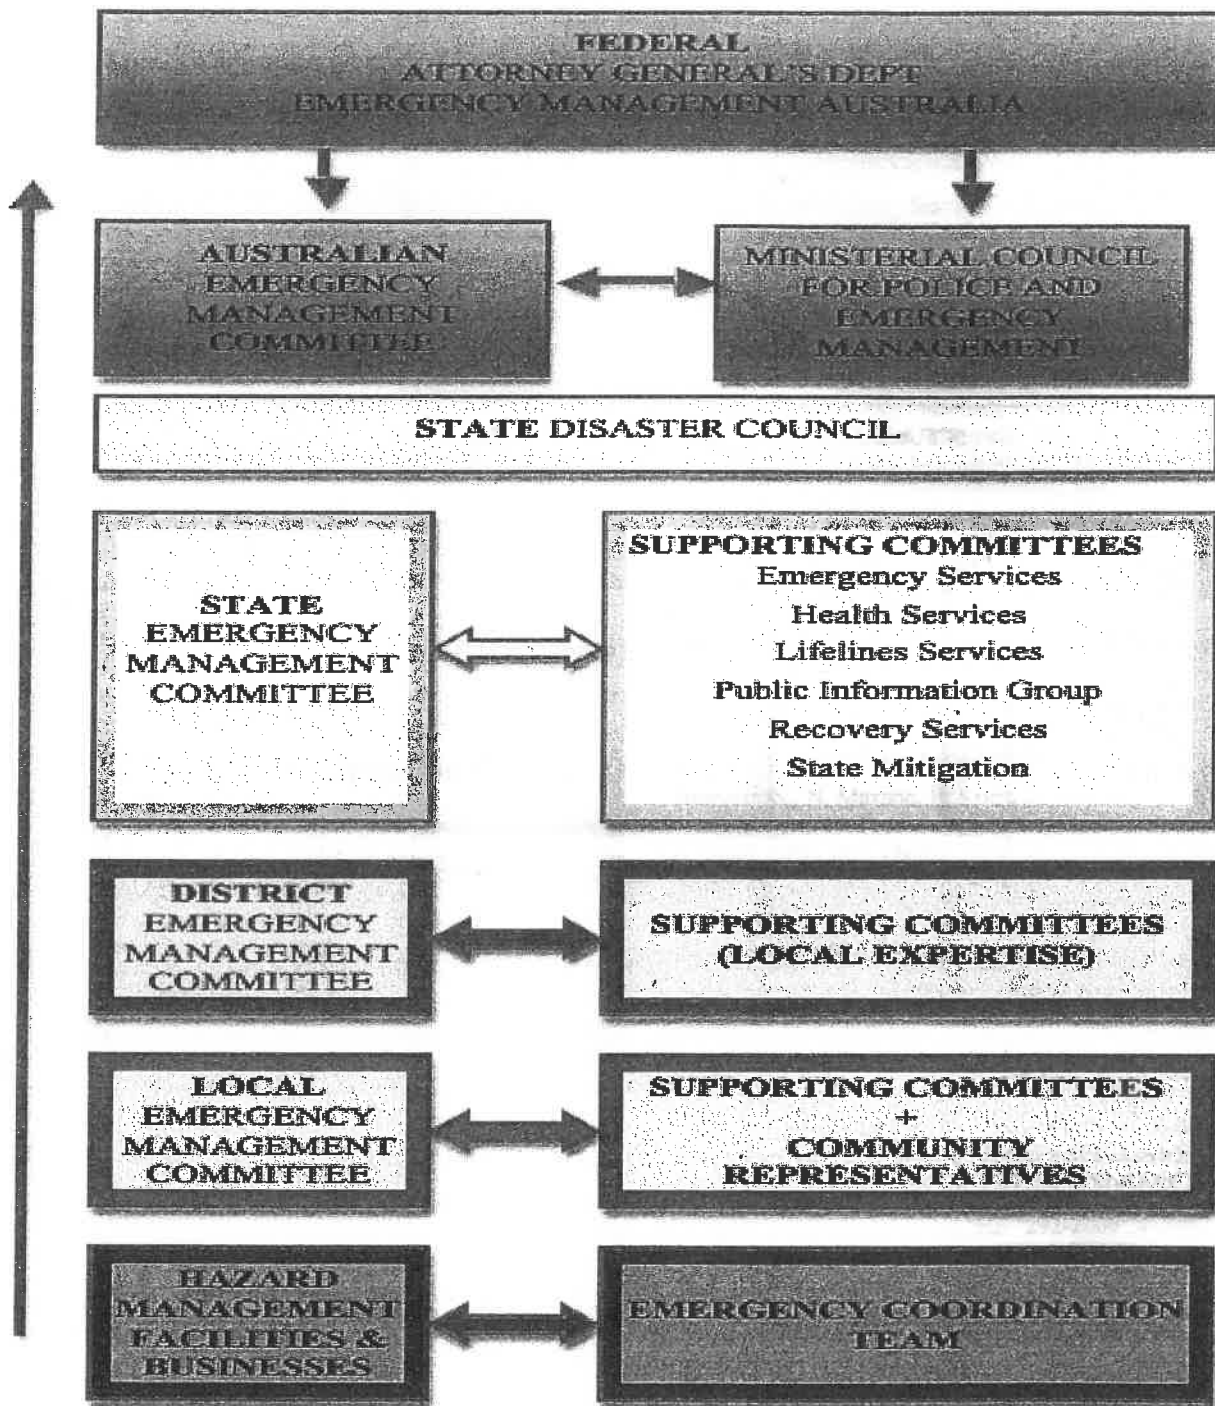 FEDERAL
ATTORNEY GENERAL'S DEPT
EMERGENCY MANAGEMENT AUSTRALIA
AUSTRALIAN
EMERGENCY
MANAGEMENT
COMMITTEE
MINISTERIAL COUNCIL
FOR POLICE AND
EMERGENCY
MANAGEMENT
STATE DISASTER COUNCIL
STATE
EMERGENCY
MANAGEMENT
COMMITTEE
SUPPORTING COMMITTEES
Emergency Services
Health Services
Lifelines Services
Public Information Group
Recovery Services
State Mitigation
DISTRICT
EMERGENCY
MANAGEMENT
COMMITTEE
SUPPORTING COMMITTEES
(LOCAL EXPERTISE)
LOCAL
EMERGENCY
MANAGEMENT
COMMITTEE
SUPPORTING COMMITTEES
+
COMMUNITY
REPRESENTATIVES
HAZARD
MANAGEMENT
FACILITIES &
BUSINESSES
EMERGENCY COORDINATION
TEAM